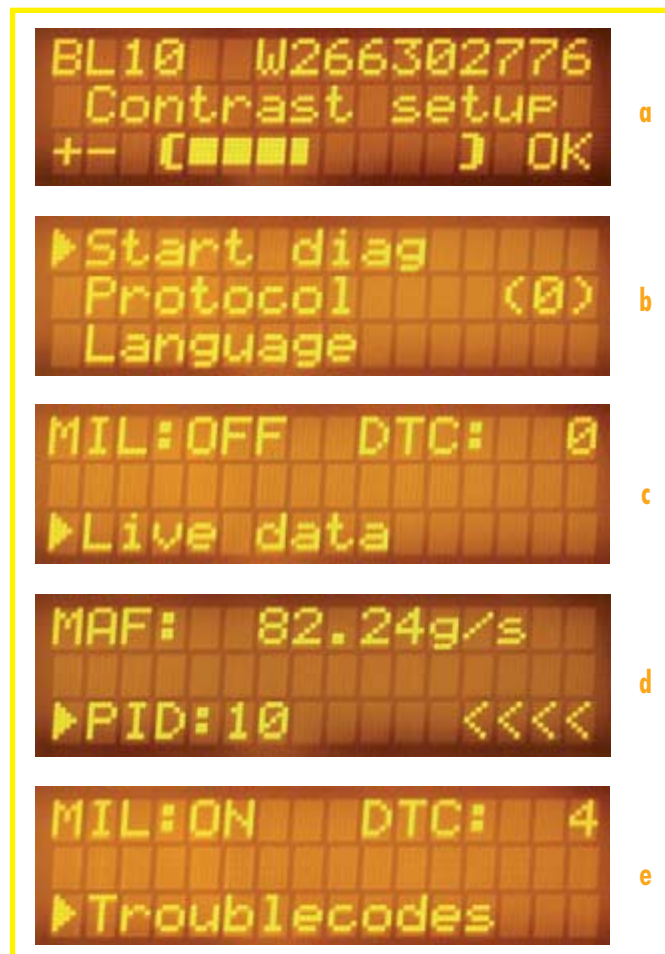 BL10 W266302776
Contrast setup
+- [■■■■ ] OK
a
▶Start diag
Protocol (0)
Language
b
MIL:OFF DTC: 0
▶Live data
c
MAF: 82.24g/s
▶PID:10 <<<<
d
MIL:ON DTC: 4
▶Troublecodes
e